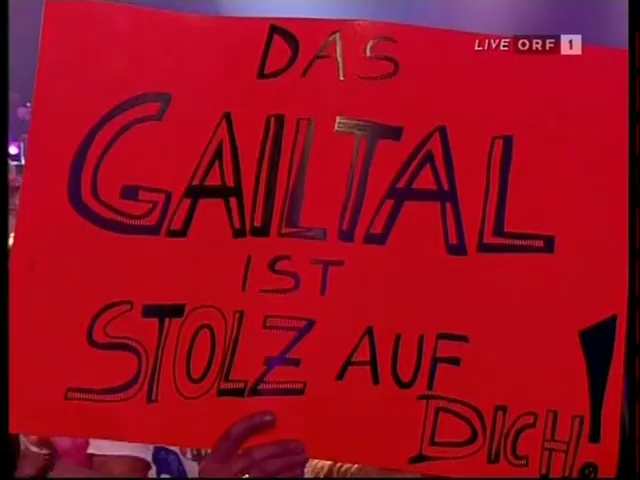 LIVE ORF 1
DAS
GAILTAL
IST
STOLZ AUF
DICH!